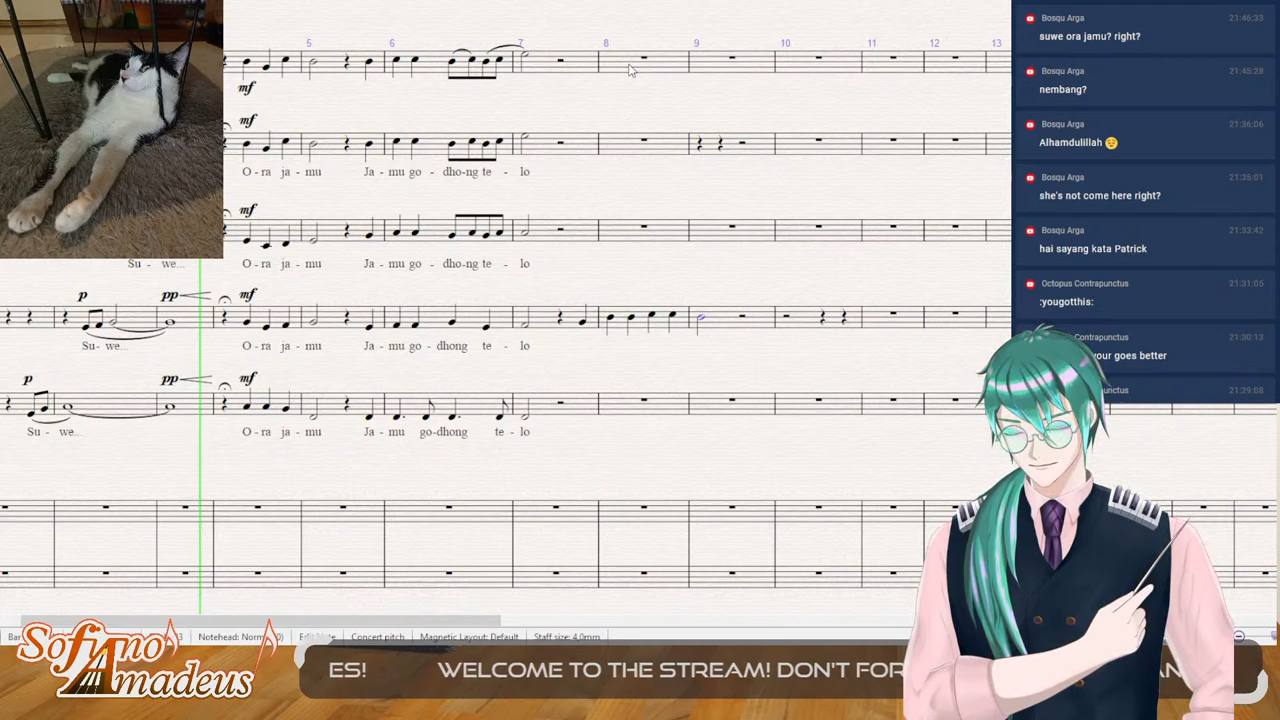 5 6 7 8 9 10 11 12 13
mf
mf
O - ra ja - mu Ja - mu go - dho-ng te - lo
mf
Su - we... O - ra ja - mu Ja - mu go - dho-ng te - lo
p pp mf
Su- we... O - ra ja - mu Ja - mu go - dhong te - lo
p pp mf
Su - we... O - ra ja - mu Ja - mu go-dhong te - lo
Bosqu Arga 21:46:33
suwe ora jamu? right?
Bosqu Arga 21:45:28
nembang?
Bosqu Arga 21:36:06
Alhamdulillah 😌
Bosqu Arga 21:35:01
she's not come here right?
Bosqu Arga 21:33:42
hai sayang kata Patrick
Octopus Contrapunctus 21:31:05
:yougotthis:
unctus 21:30:13
your goes better
unctus 21:29:08
Concert pitch Magnetic Layout: Default Staff size: 4.0mm
Sofiano
Amadeus
ES! WELCOME TO THE STREAM! DON'T FOR